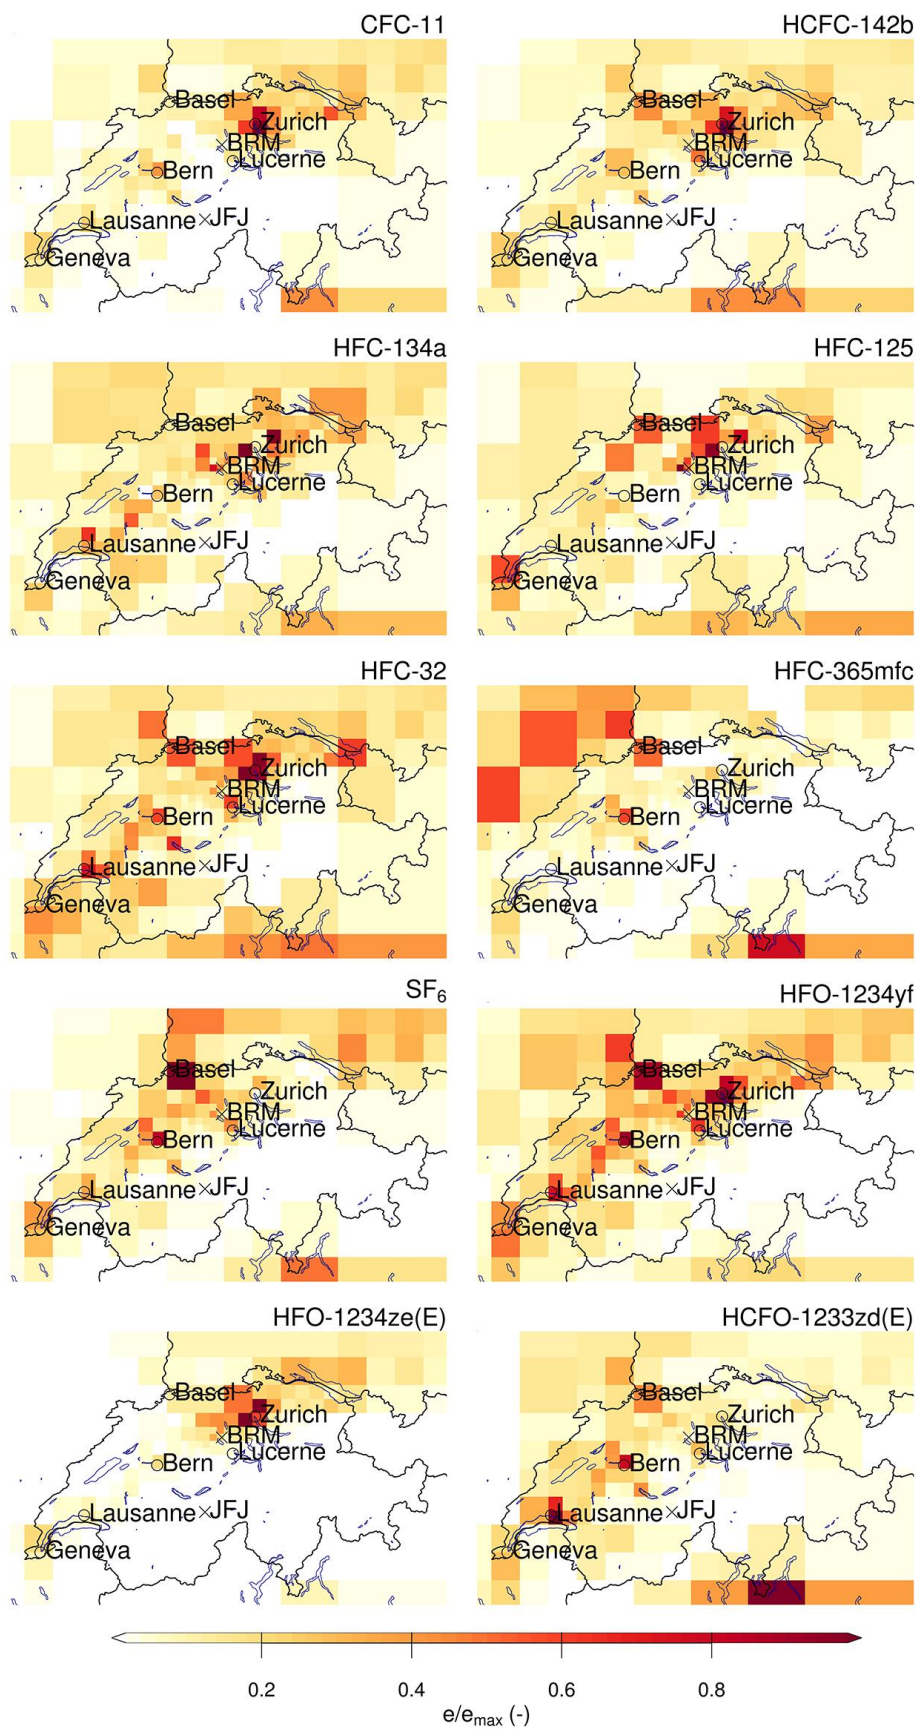 CFC-11
HCFC-142b
Basel
Zurich
BRM
Lucerne
Bern
Lausanne
JFJ
Geneva
Basel
Zurich
BRM
Lucerne
Bern
Lausanne
JFJ
Geneva
HFC-134a
HFC-125
Basel
Zurich
BRM
Lucerne
Bern
Lausanne
JFJ
Geneva
Basel
Zurich
BRM
Lucerne
Bern
Lausanne
JFJ
Geneva
HFC-32
HFC-365mfc
Basel
Zurich
BRM
Lucerne
Bern
Lausanne
JFJ
Geneva
Basel
Zurich
BRM
Lucerne
Bern
Lausanne
JFJ
Geneva
SF6
HFO-1234yf
Basel
Zurich
BRM
Lucerne
Bern
Lausanne
JFJ
Geneva
Basel
Zurich
BRM
Lucerne
Bern
Lausanne
JFJ
Geneva
HFO-1234ze(E)
HCFO-1233zd(E)
Basel
Zurich
BRM
Lucerne
Bern
Lausanne
JFJ
Geneva
Basel
Zurich
BRM
Lucerne
Bern
Lausanne
JFJ
Geneva
0.2 0.4 0.6 0.8
e/emax (-)